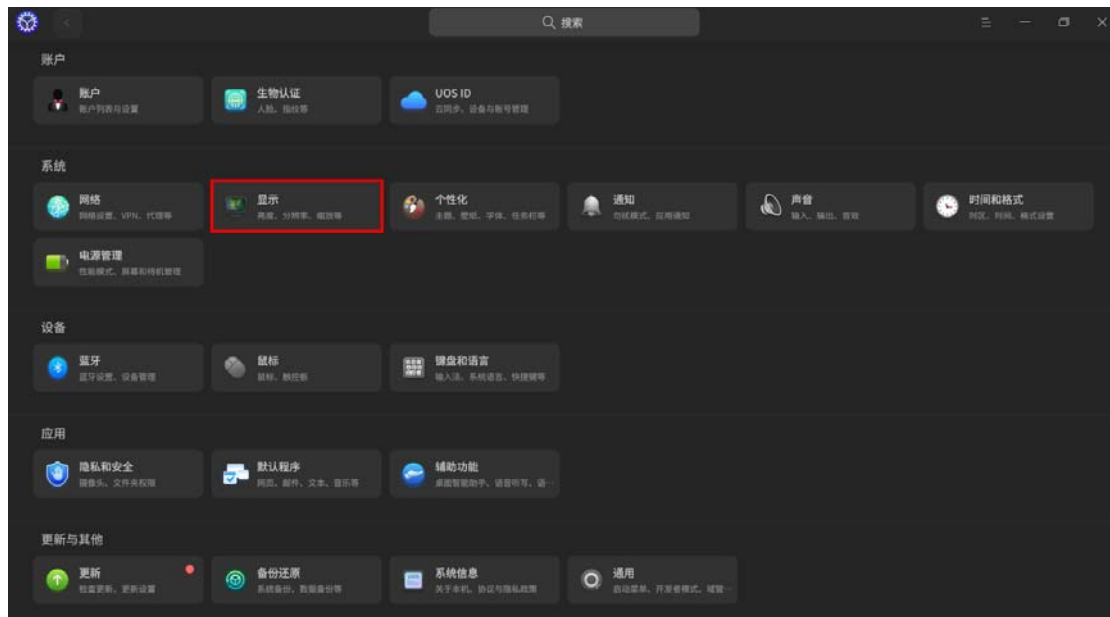 搜索
账户
账户
账户列表与设置
生物认证
人脸、指纹等
UOS ID
云同步、设备与账号管理
系统
网络
网络设置、VPN、代理等
显示
亮度、分辨率、缩放等
个性化
主题、壁纸、字体、任务栏等
通知
勿扰模式、应用通知
声音
输入、输出、音效
时间和格式
时区、时间、格式设置
电源管理
性能模式、屏幕和待机管理
设备
蓝牙
蓝牙设置、设备管理
鼠标
鼠标、触控板
键盘和语言
输入法、系统语言、快捷键等
应用
隐私和安全
摄像头、文件夹权限
默认程序
网页、邮件、文本、音乐等
辅助功能
桌面智能助手、语音听写、语…
更新与其他
更新
检查更新、更新设置
备份还原
系统备份、数据备份等
系统信息
关于本机、协议与隐私政策
通用
启动菜单、开发者模式、域管…